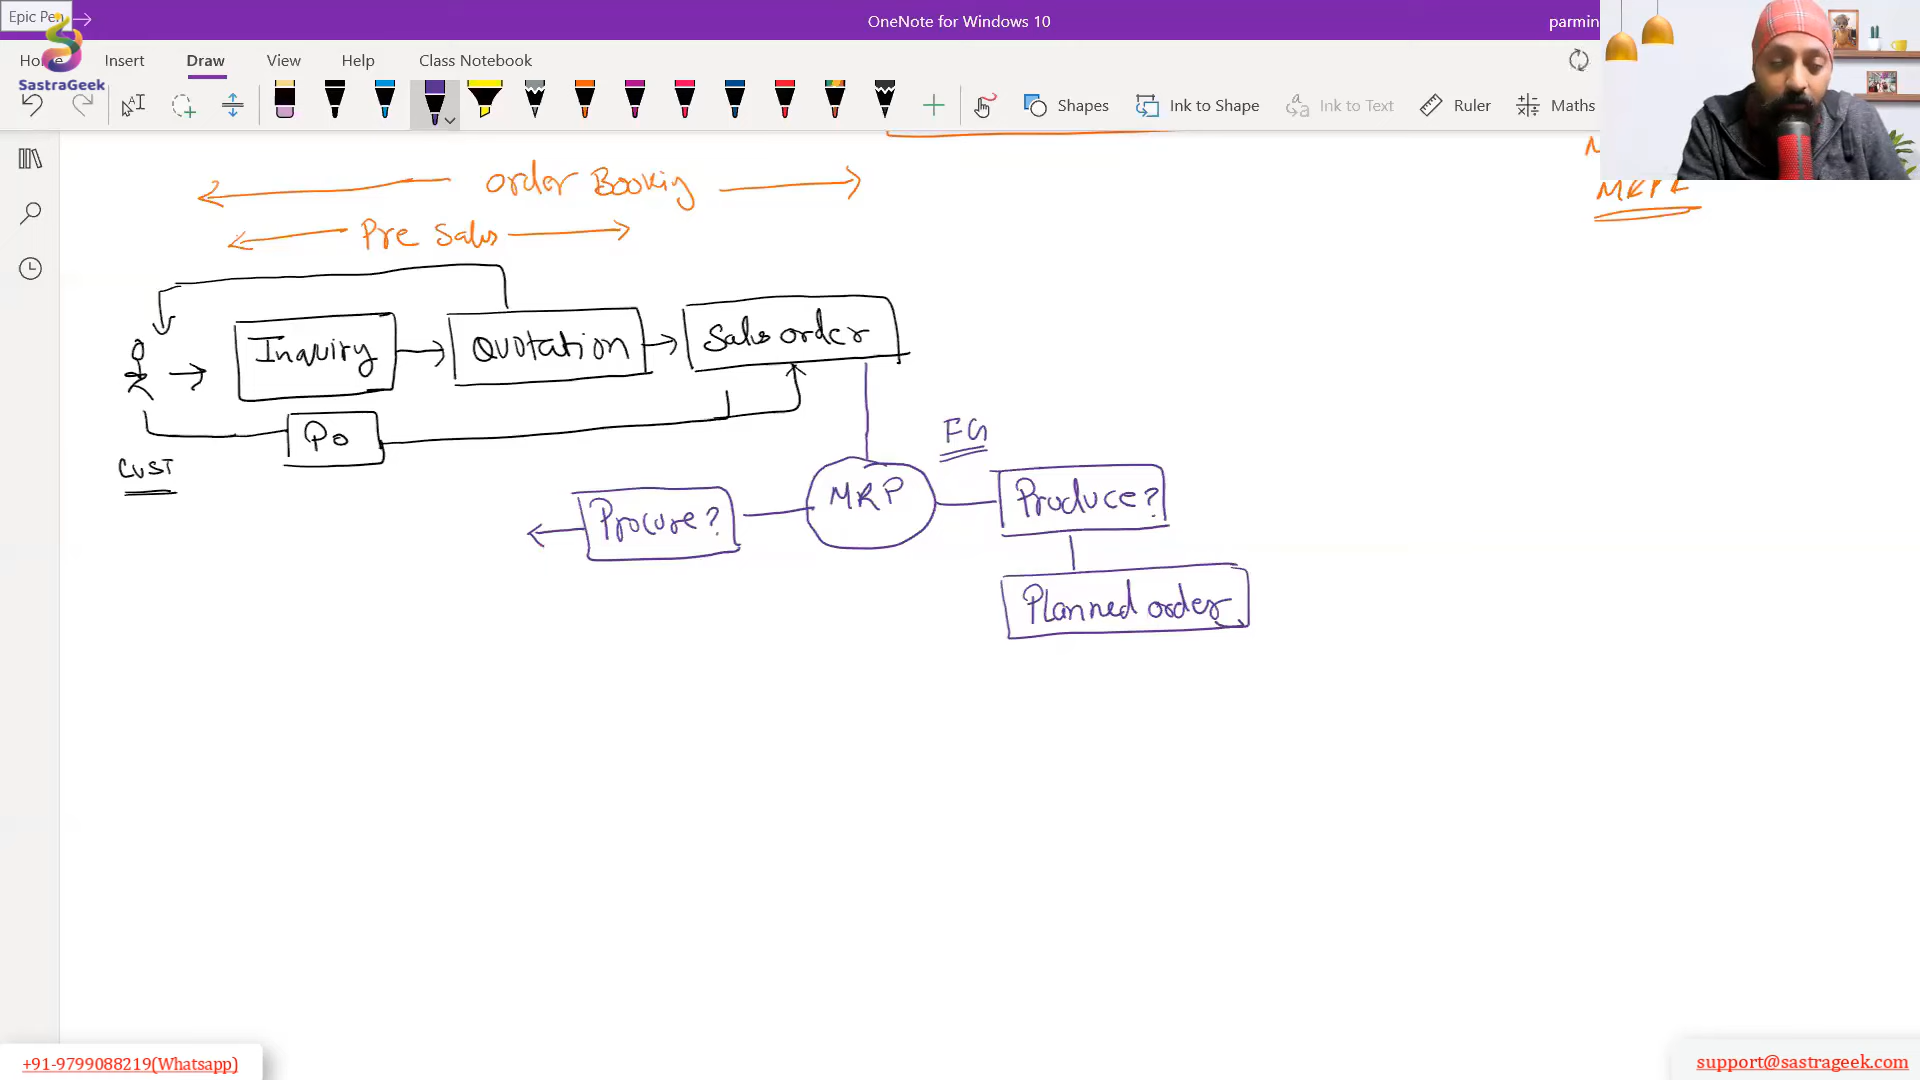 Epic Pen
OneNote for Windows 10
parmin
Insert
Draw
View
Help
Class Notebook
SastraGeek
Shapes
Ink to Shape
Ink to Text
Ruler
Maths
order Booking
Pre Sales
Inquiry
Quotation
Sales order
PO
CUST
FG
Procure?
MRP
Produce?
Planned order
+91-9799088219(Whatsapp)
support@sastrageek.com